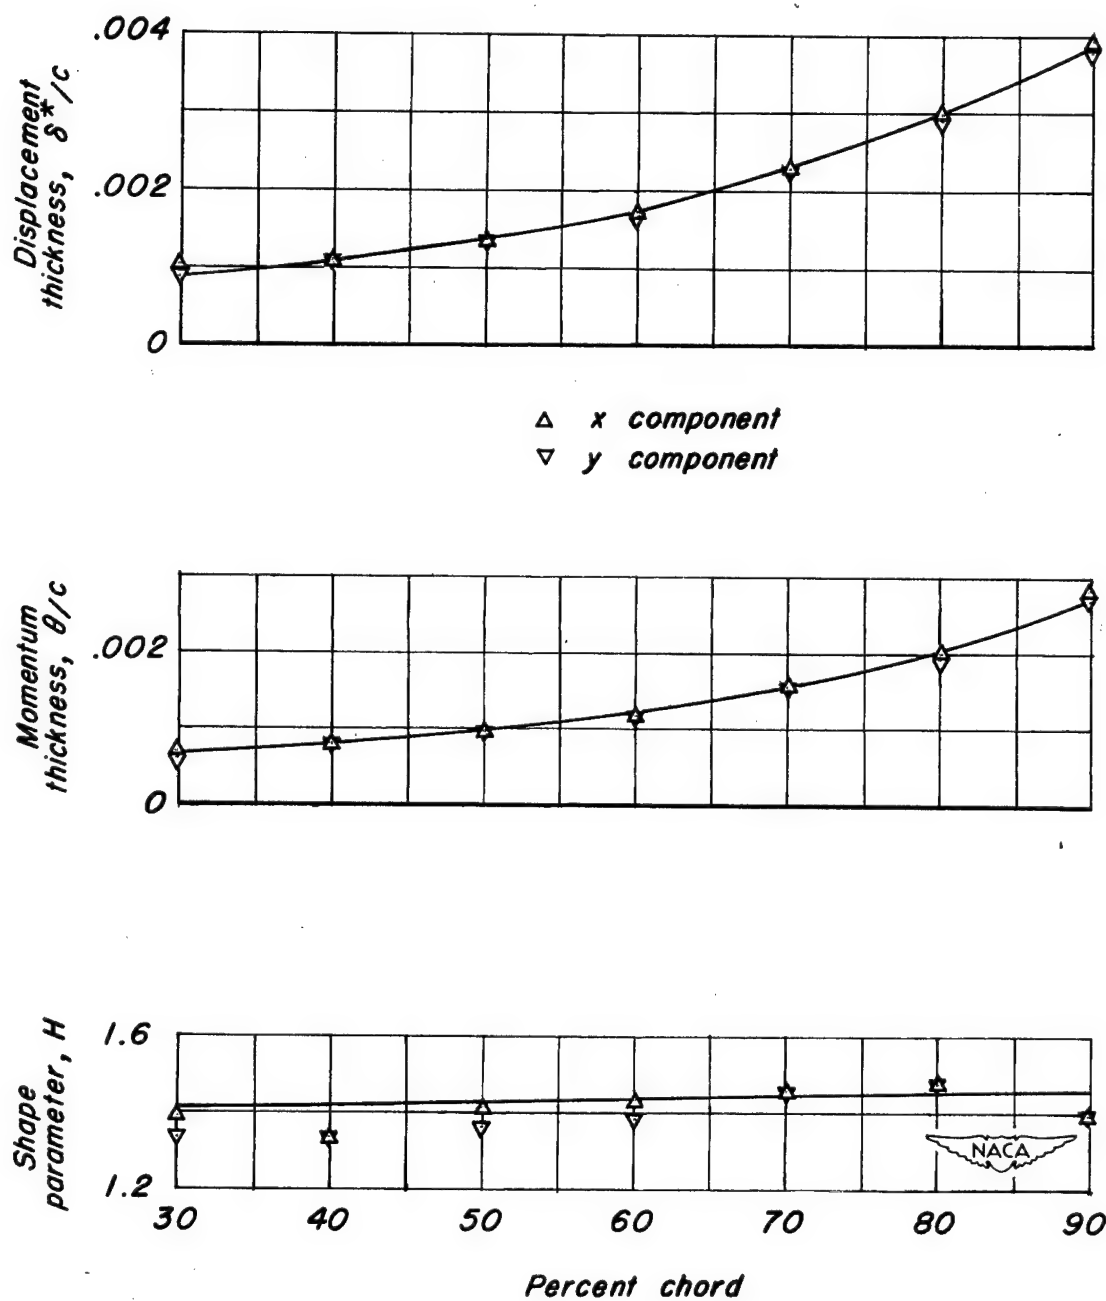 .004
.002
0
Displacement
thickness, δ*/c
△ x component
▽ y component
.002
0
Momentum
thickness, θ/c
1.6
1.2
Shape
parameter, H
NACA
30 40 50 60 70 80 90
Percent chord